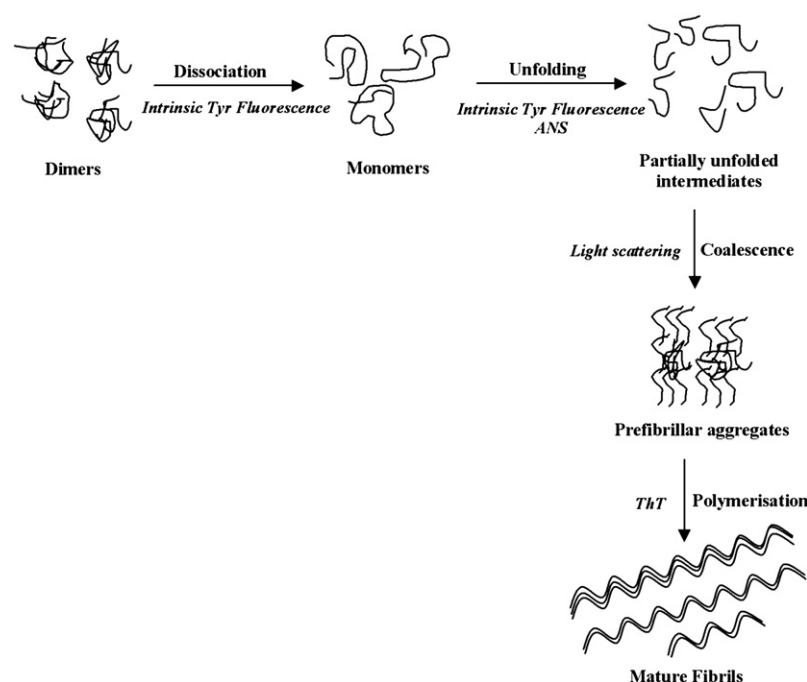 Dissociation
Intrinsic Tyr Fluorescence
Unfolding
Intrinsic Tyr Fluorescence
ANS
Dimers
Monomers
Partially unfolded
intermediates
Light scattering Coalescence
Prefibrillar aggregates
ThT Polymerisation
Mature Fibrils